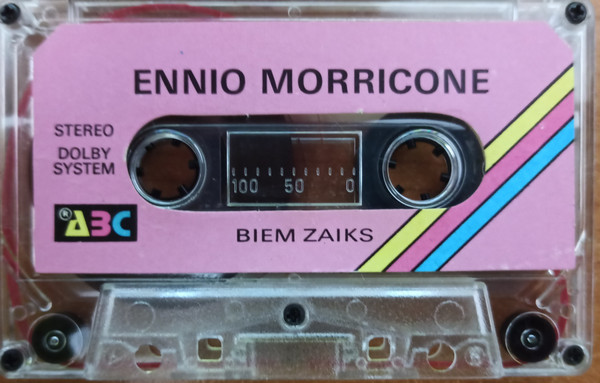 ENNIO MORRICONE
STEREO
DOLBY
SYSTEM
100 50 0
® ABC
BIEM ZAIKS